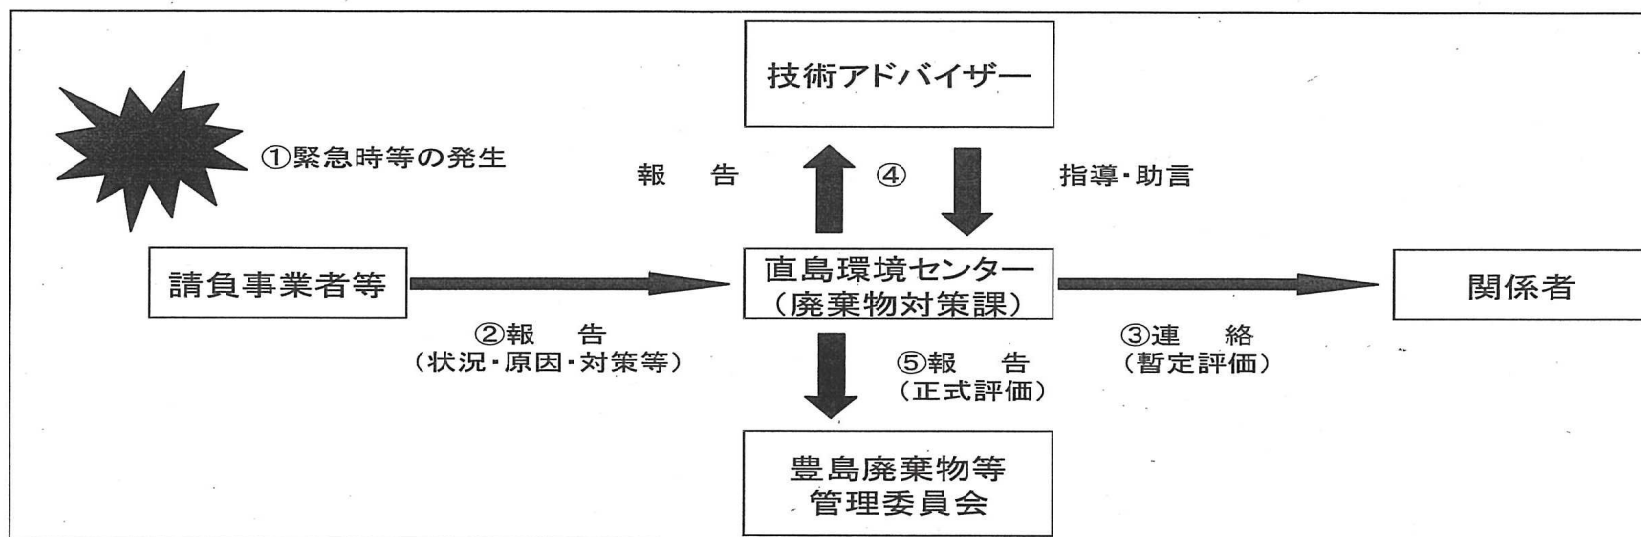 技術アドバイザー
①緊急時等の発生
報　告
④
指導・助言
請負事業者等
直島環境センター
（廃棄物対策課）
関係者
②報　告
（状況・原因・対策等）
③連　絡
（暫定評価）
⑤報　告
（正式評価）
豊島廃棄物等
管理委員会